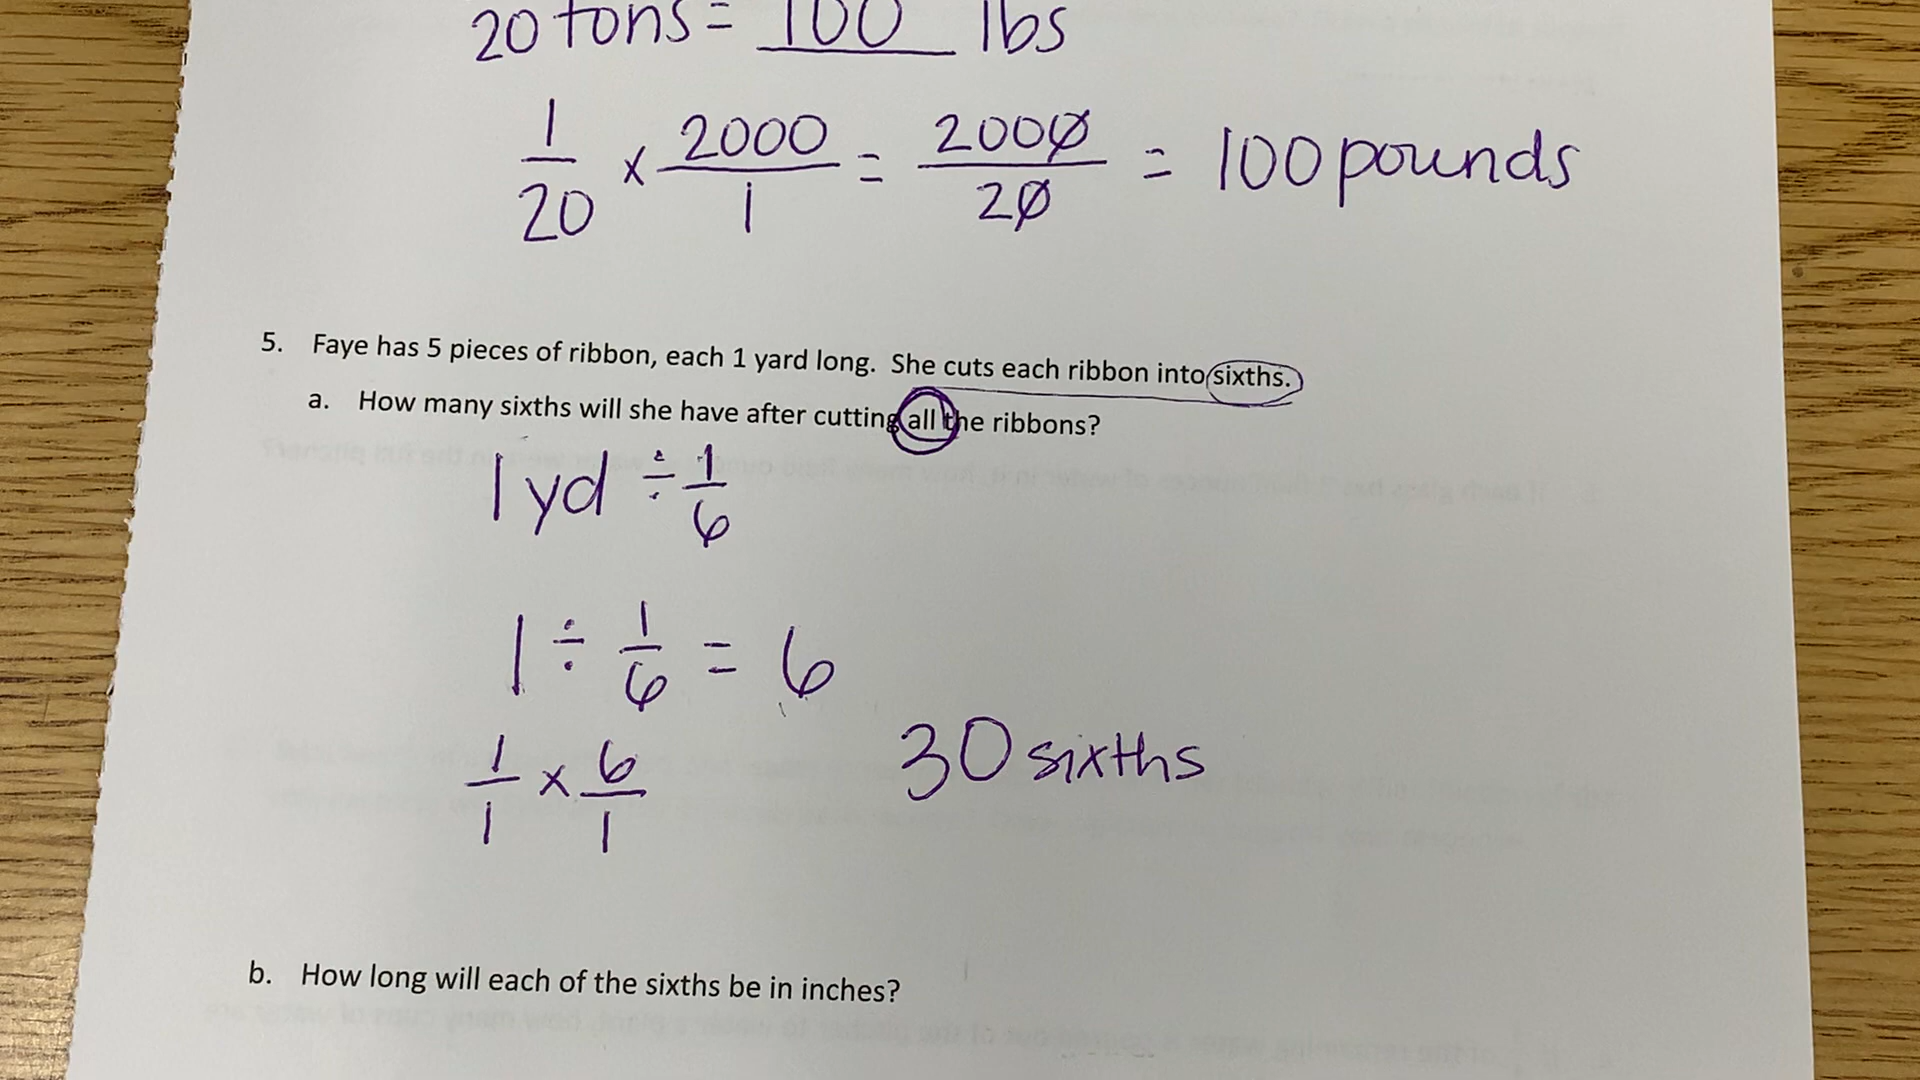 20 tons = 100 lbs
1/20 x 2000/1 = 2000/20 = 100 pounds
5. Faye has 5 pieces of ribbon, each 1 yard long. She cuts each ribbon into sixths.
a. How many sixths will she have after cutting all the ribbons?
1 yd ÷ 1/6
1 ÷ 1/6 = 6
1/1 x 6/1
30 sixths
b. How long will each of the sixths be in inches?